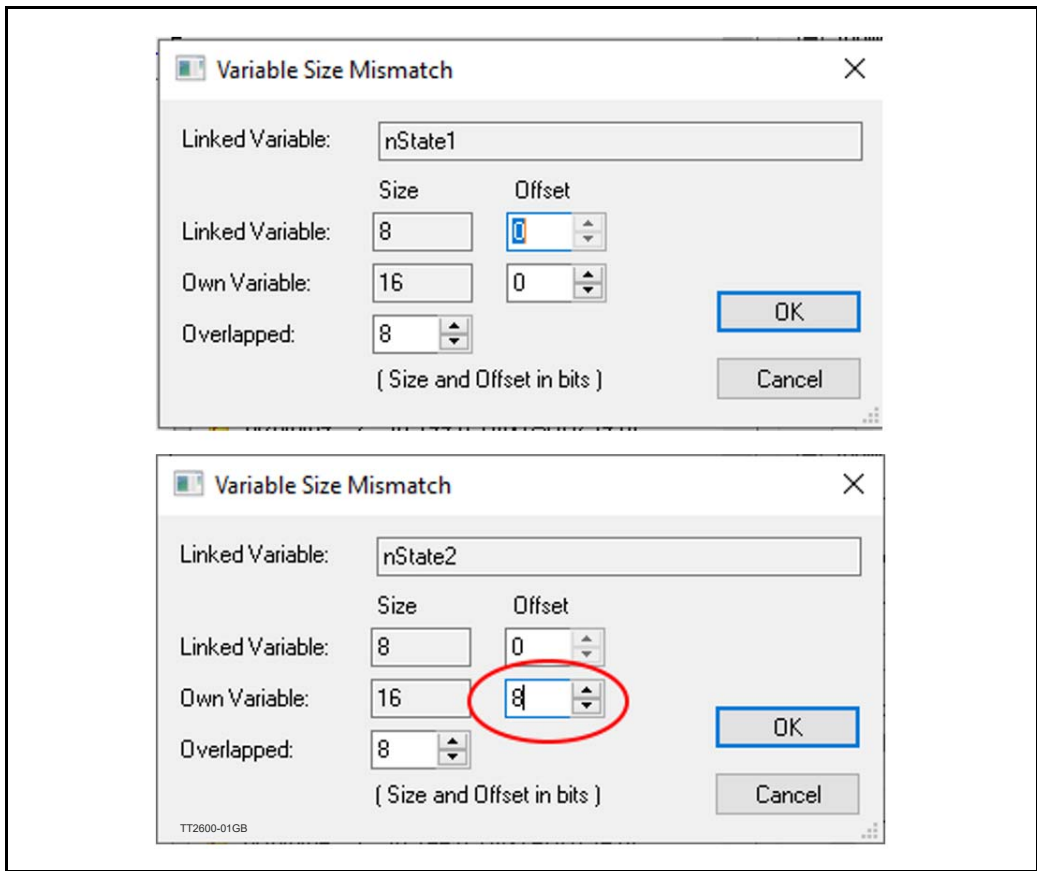 Variable Size Mismatch
Linked Variable: nState1
Size Offset
Linked Variable: 8 0
Own Variable: 16 0
OK
Overlapped: 8
( Size and Offset in bits ) Cancel
Variable Size Mismatch
Linked Variable: nState2
Size Offset
Linked Variable: 8 0
Own Variable: 16 8
OK
Overlapped: 8
( Size and Offset in bits ) Cancel
TT2600-01GB